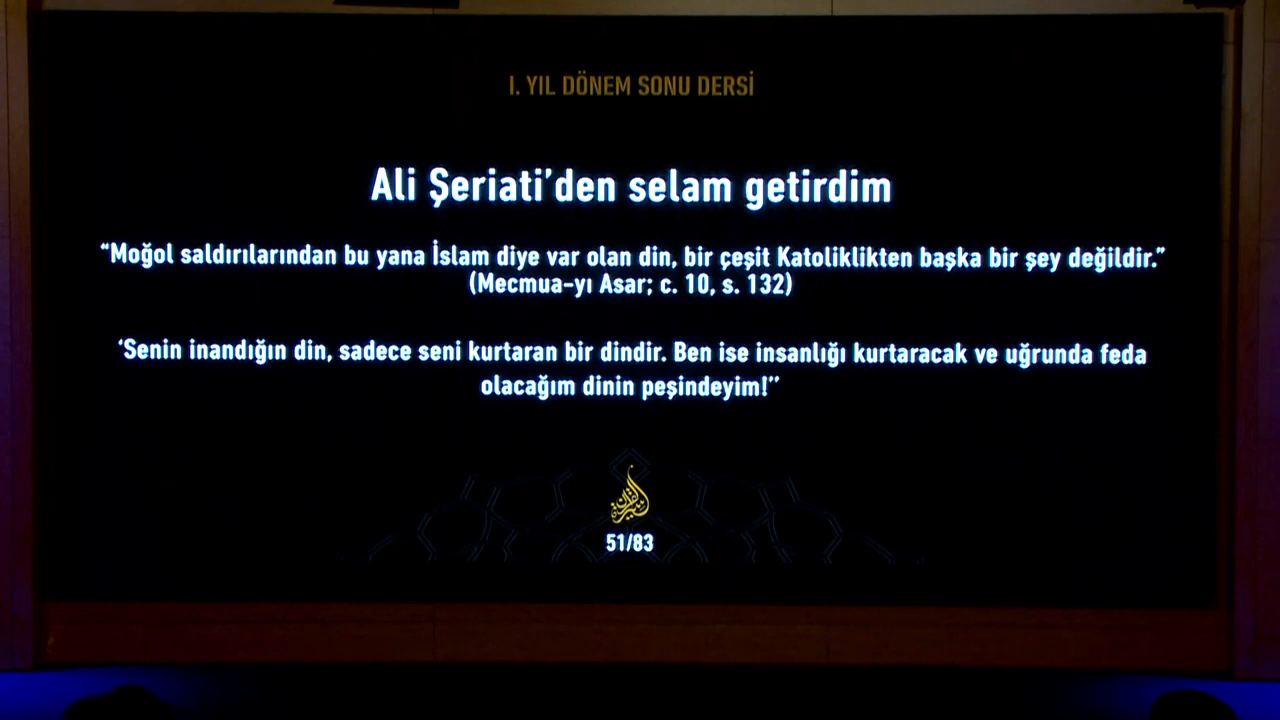 I. YIL DÖNEM SONU DERSİ
Ali Şeriati’den selam getirdim
“Moğol saldırılarından bu yana İslam diye var olan din, bir çeşit Katoliklikten başka bir şey değildir.”
(Mecmua-yı Asar; c. 10, s. 132)
‘Senin inandığın din, sadece seni kurtaran bir dindir. Ben ise insanlığı kurtaracak ve uğrunda feda
olacağım dinin peşindeyim!’’
51/83